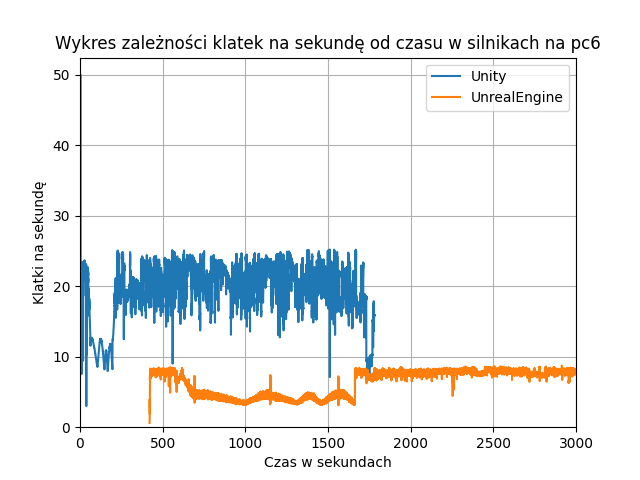 Wykres zależności klatek na sekundę od czasu w silnikach na pc6
Unity
UnrealEngine
Klatki na sekundę
50
40
30
20
10
0
0 500 1000 1500 2000 2500 3000
Czas w sekundach